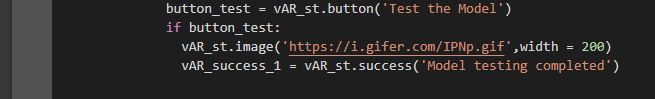 button_test = vAR_st.button('Test the Model')
if button_test:
vAR_st.image('https://i.gifer.com/IPNp.gif',width = 200)
vAR_success_1 = vAR_st.success('Model testing completed')